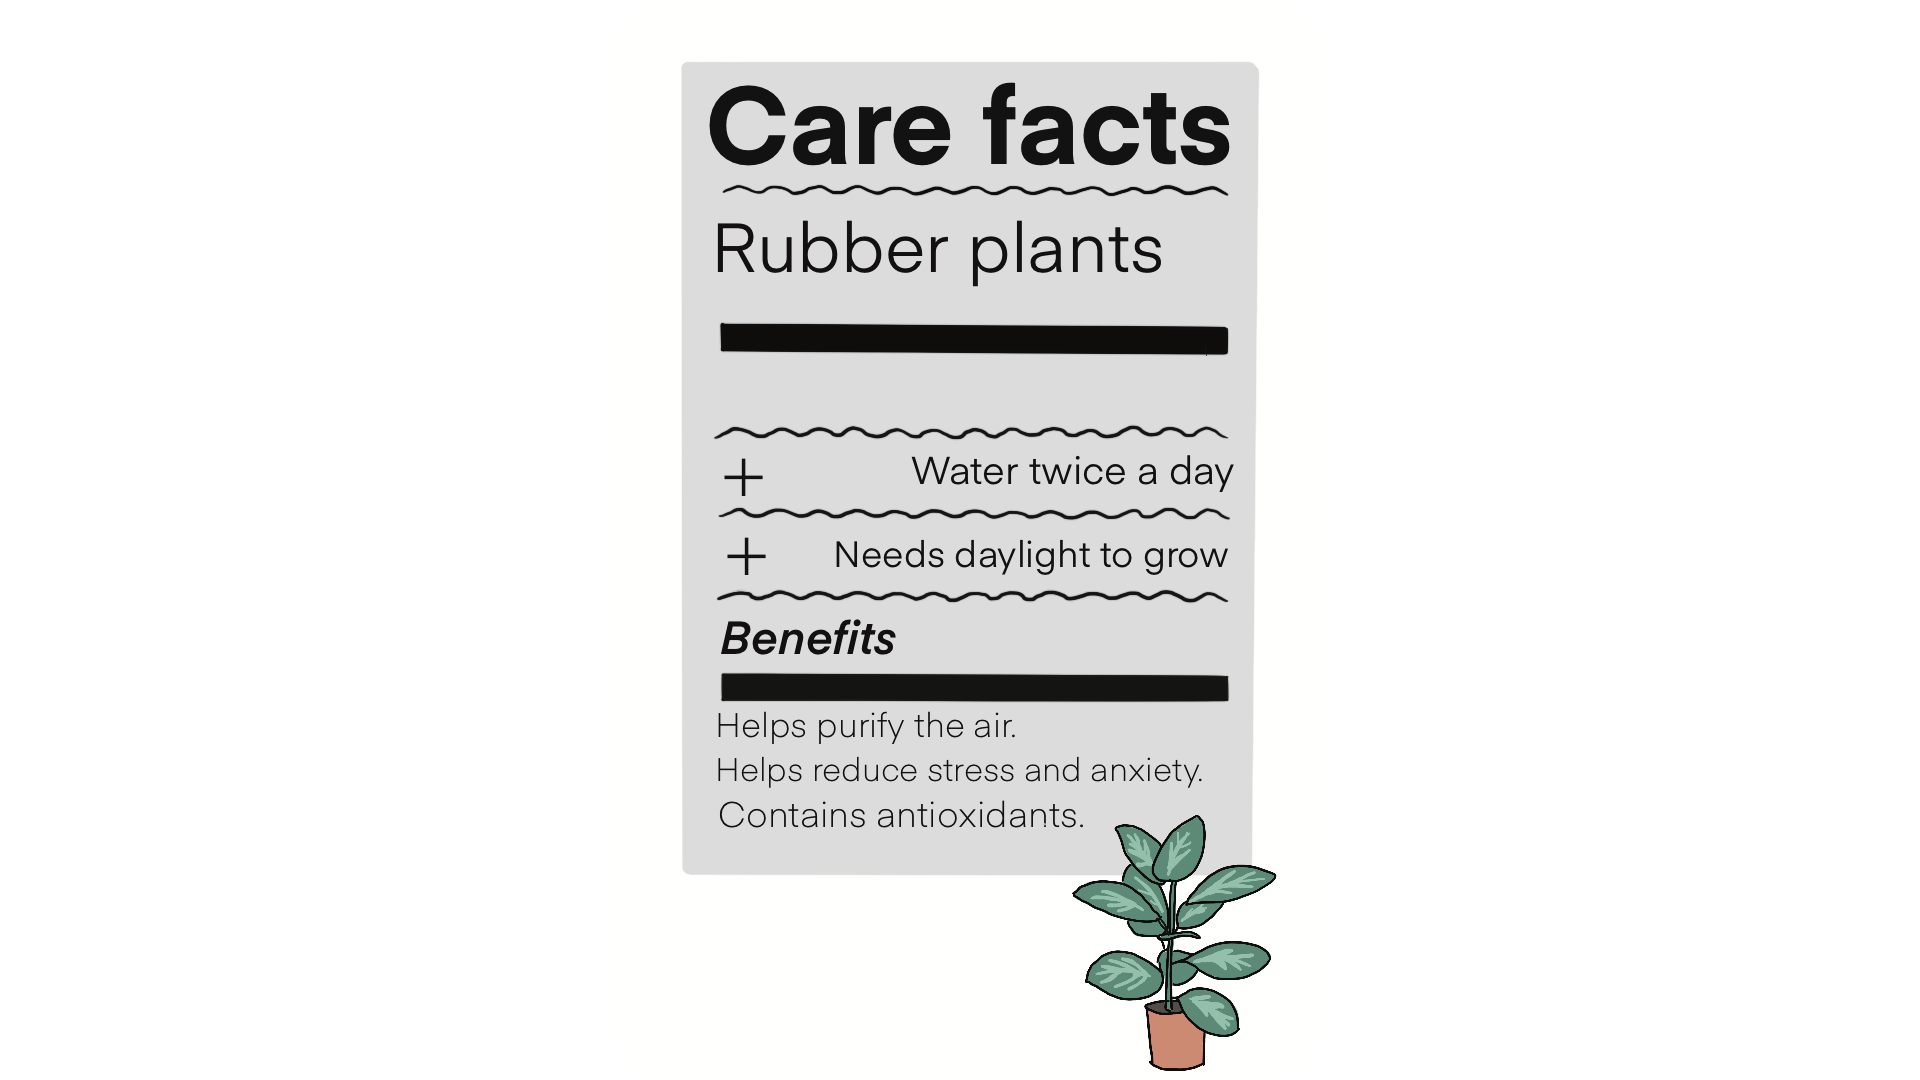 Care facts
Rubber plants
+ Water twice a day
+ Needs daylight to grow
Benefits
Helps purify the air.
Helps reduce stress and anxiety.
Contains antioxidants.